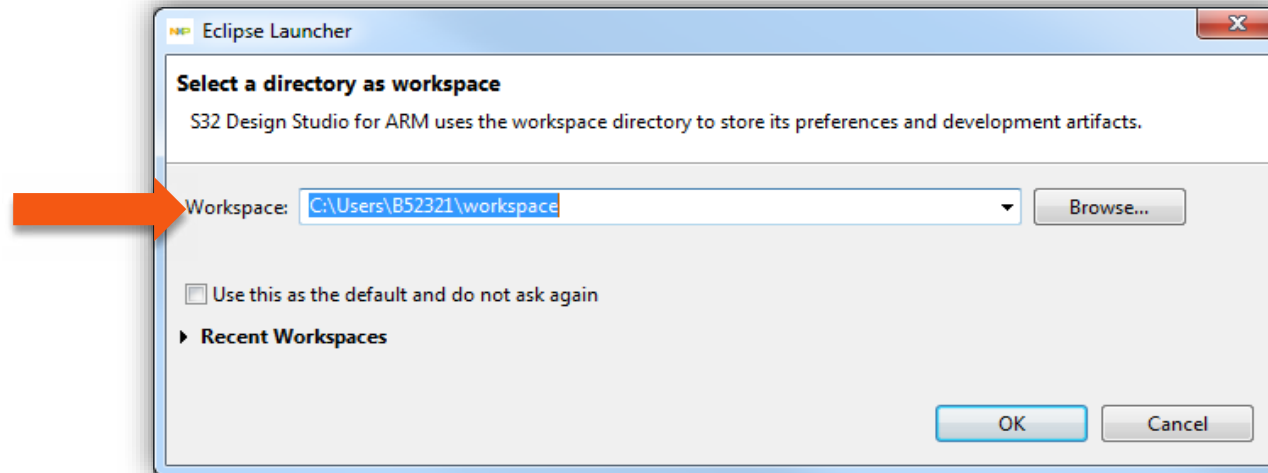 NXP Eclipse Launcher
Select a directory as workspace
S32 Design Studio for ARM uses the workspace directory to store its preferences and development artifacts.
Workspace: C:\Users\B52321\workspace Browse...
Use this as the default and do not ask again
Recent Workspaces
OK Cancel